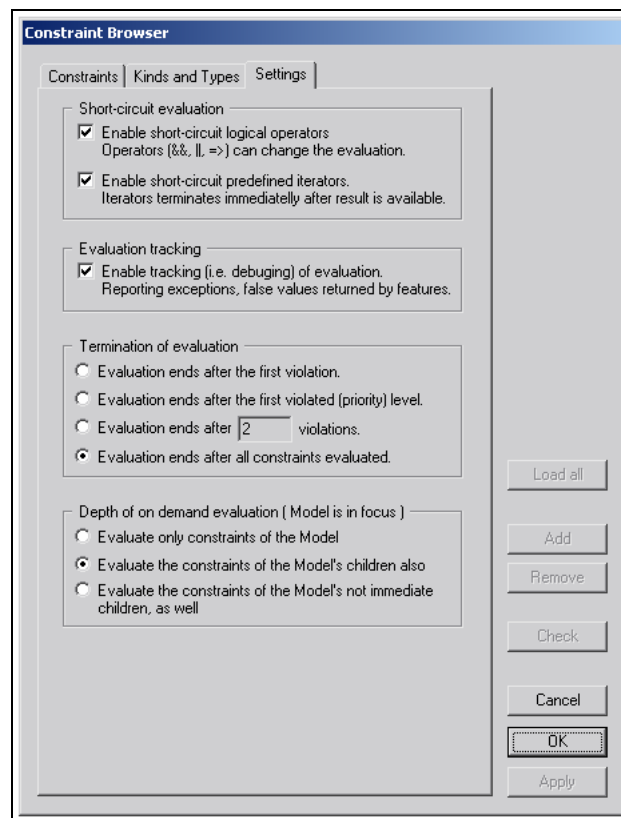 Constraint Browser
Constraints
Kinds and Types
Settings
Short-circuit evaluation
Enable short-circuit logical operators
Operators (&&, ||, =>) can change the evaluation.
Enable short-circuit predefined iterators.
Iterators terminates immediatelly after result is available.
Evaluation tracking
Enable tracking (i.e. debuging) of evaluation.
Reporting exceptions, false values returned by features.
Termination of evaluation
Evaluation ends after the first violation.
Evaluation ends after the first violated (priority) level.
Evaluation ends after 2 violations.
Evaluation ends after all constraints evaluated.
Depth of on demand evaluation ( Model is in focus )
Evaluate only constraints of the Model
Evaluate the constraints of the Model's children also
Evaluate the constraints of the Model's not immediate
children, as well
Load all
Add
Remove
Check
Cancel
OK
Apply